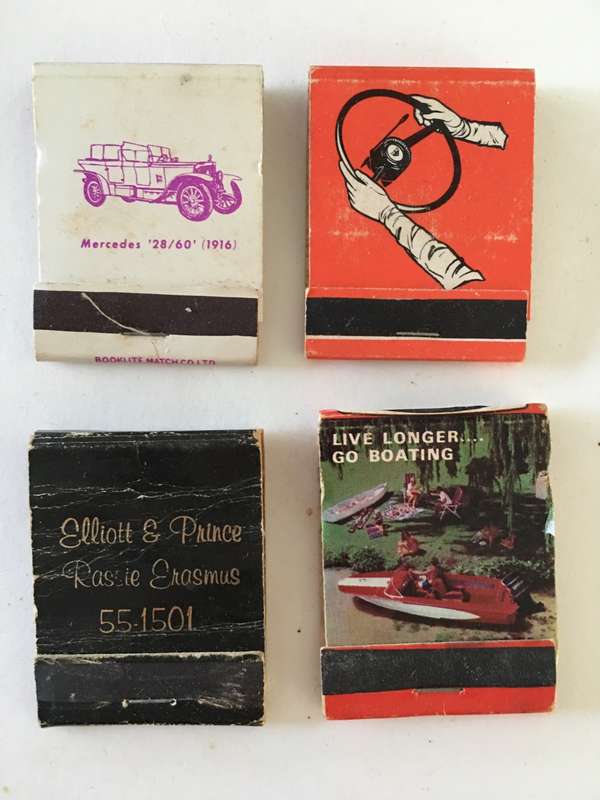 Mercedes '28/60' (1916)
BOOKLITE MATCH CO LTD
Elliott & Prince
Rassie Erasmus
55-1501
LIVE LONGER....
GO BOATING